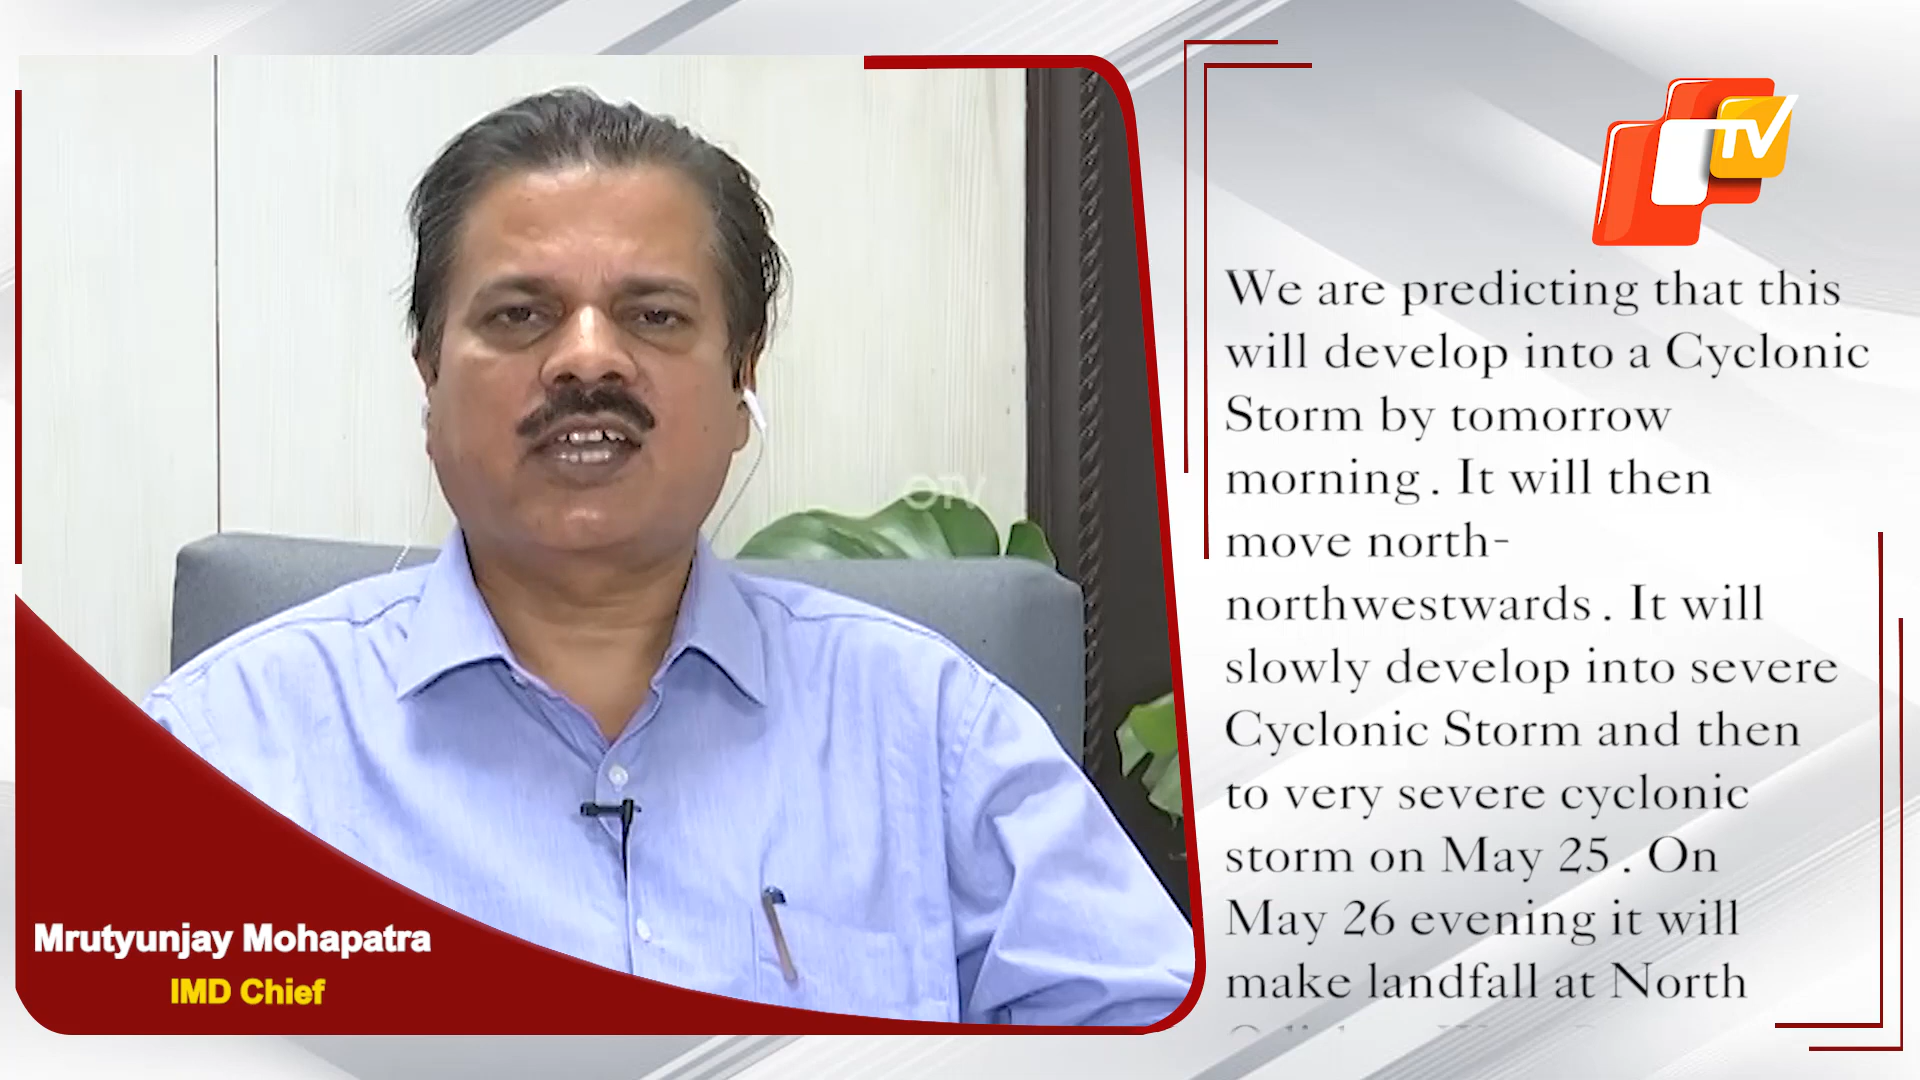 TV
We are predicting that this
will develop into a Cyclonic
Storm by tomorrow
morning. It will then
move north-
northwestwards. It will
slowly develop into severe
Cyclonic Storm and then
to very severe cyclonic
storm on May 25. On
May 26 evening it will
make landfall at North
OTV
Mrutyunjay Mohapatra
IMD Chief